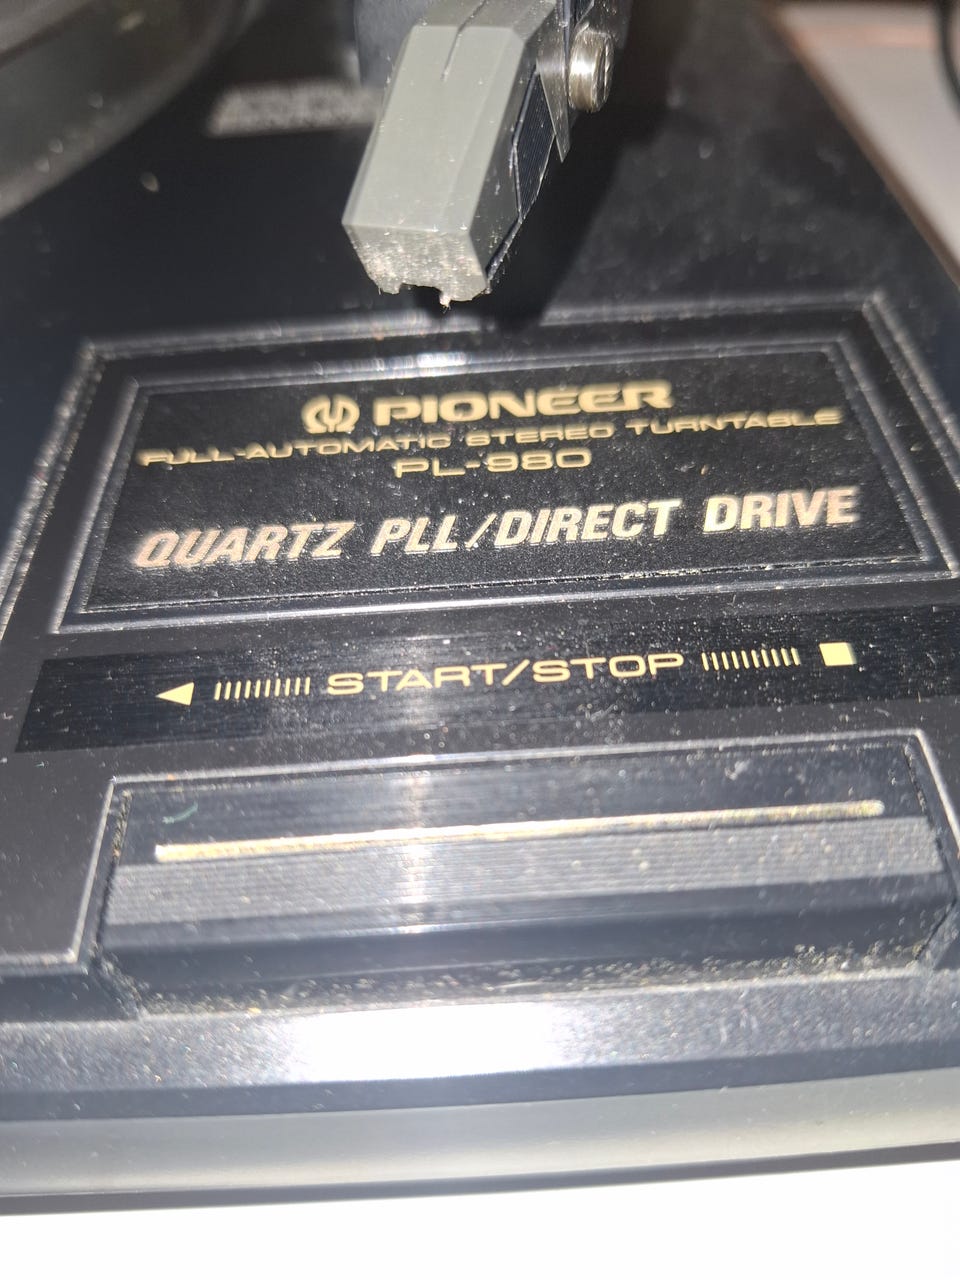 PIONEER
FULL-AUTOMATIC STEREO TURNTABLE
PL-980
QUARTZ PLL/DIRECT DRIVE
START/STOP